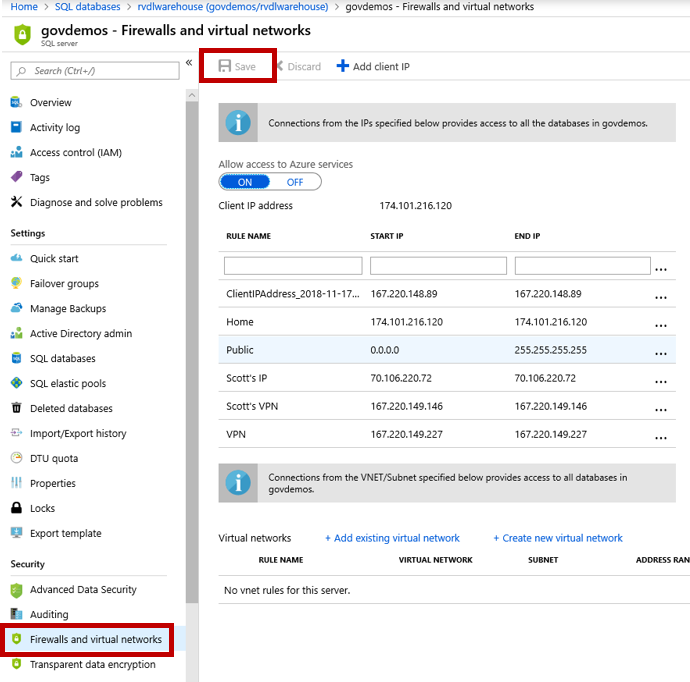 Home > SQL databases > rvdlwarehouse (govdemos/rvdlwarehouse) > govdemos - Firewalls and virtual networks
govdemos - Firewalls and virtual networks
SQL server
Search (Ctrl+/)
«
Overview
Activity log
Access control (IAM)
Tags
Diagnose and solve problems
Settings
Quick start
Failover groups
Manage Backups
Active Directory admin
SQL databases
SQL elastic pools
Deleted databases
Import/Export history
DTU quota
Properties
Locks
Export template
Security
Advanced Data Security
Auditing
Firewalls and virtual networks
Transparent data encryption
Save Discard Add client IP
Connections from the IPs specified below provides access to all the databases in govdemos.
Allow access to Azure services
ON OFF
Client IP address 174.101.216.120
RULE NAME START IP END IP
...
ClientIPAddress_2018-11-17... 167.220.148.89 167.220.148.89 ...
Home 174.101.216.120 174.101.216.120 ...
Public 0.0.0.0 255.255.255.255 ...
Scott's IP 70.106.220.72 70.106.220.72 ...
Scott's VPN 167.220.149.146 167.220.149.146 ...
VPN 167.220.149.227 167.220.149.227 ...
Connections from the VNET/Subnet specified below provides access to all databases in
govdemos.
Virtual networks + Add existing virtual network + Create new virtual network
RULE NAME VIRTUAL NETWORK SUBNET ADDRESS RAN
No vnet rules for this server.